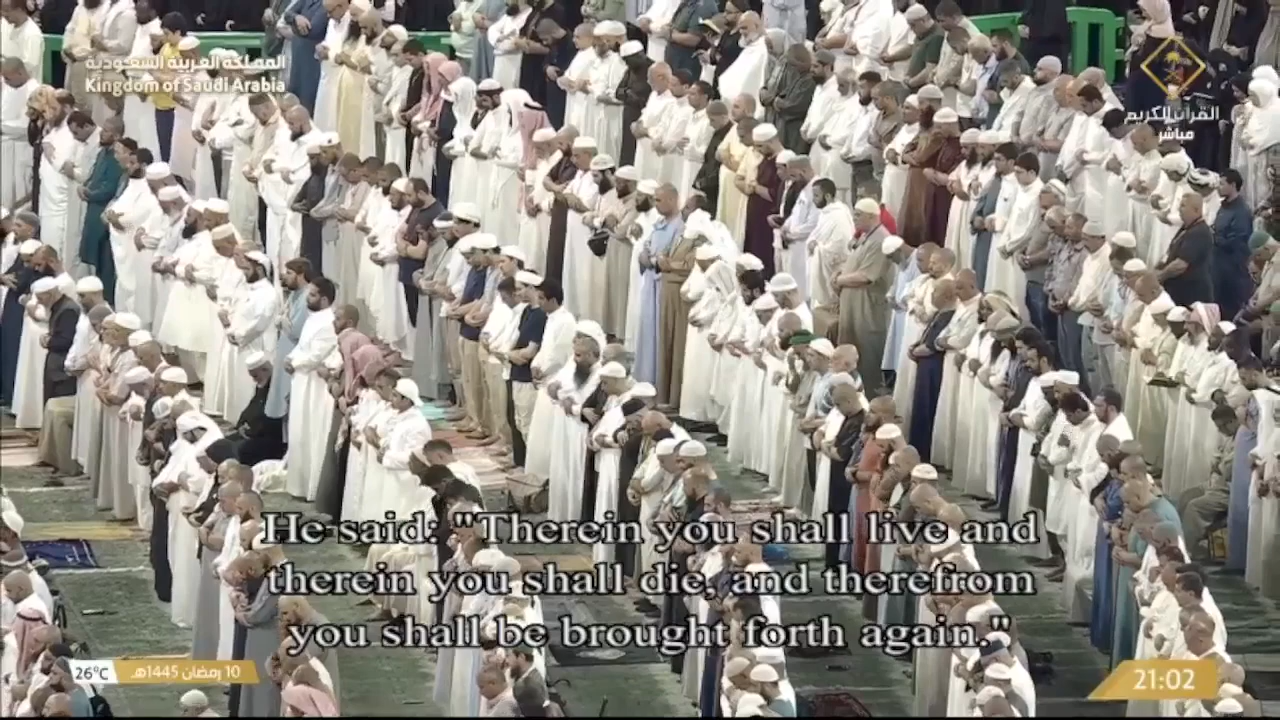 المملكة العربية السعودية
Kingdom of Saudi Arabia
القرآن الكريم
مباشر
He said: "Therein you shall live and
therein you shall die, and therefrom
you shall be brought forth again."
26°C
10 رمضان 1445هـ
21:02